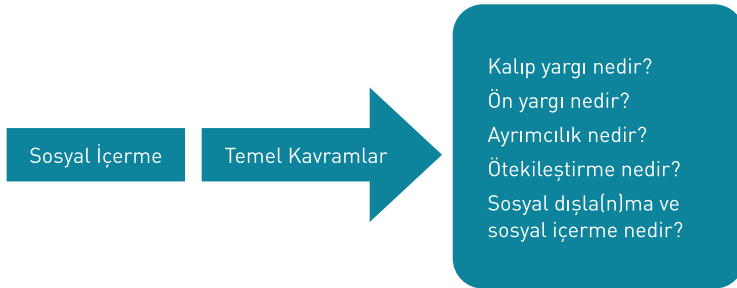 Sosyal İçerme
Temel Kavramlar
Kalıp yargı nedir?
Ön yargı nedir?
Ayrımcılık nedir?
Ötekileştirme nedir?
Sosyal dışla(n)ma ve
sosyal içerme nedir?